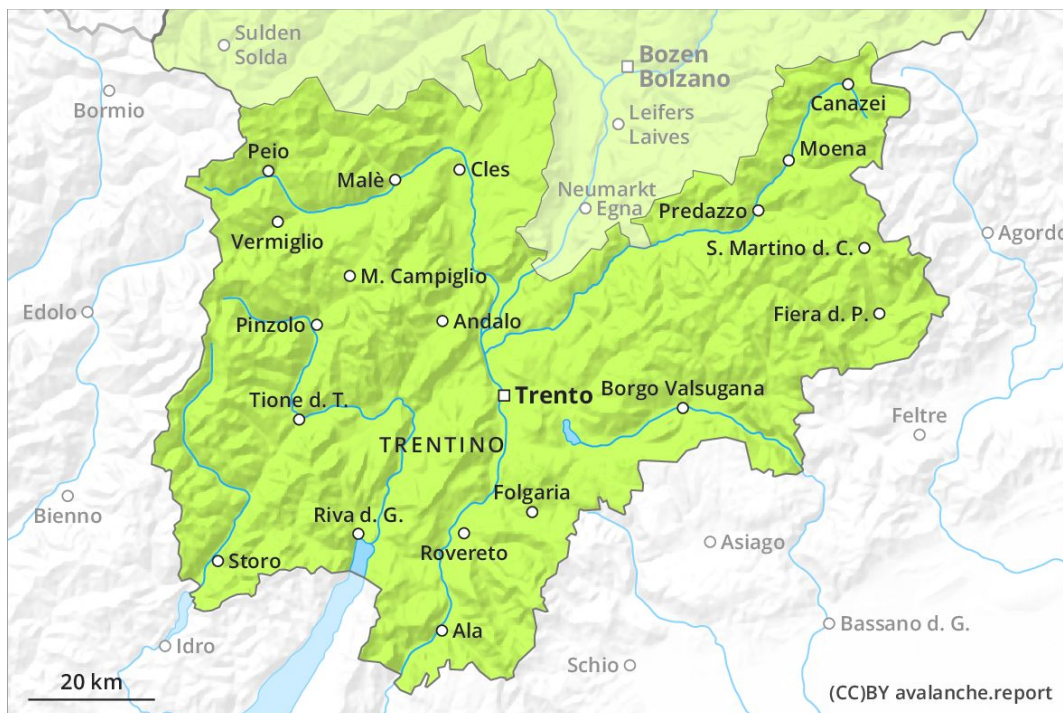 Sulden
Solda
Bozen
Bolzano
Bormio
Canazei
Leifers
Laives
Moena
Peio
Malè
Cles
Neumarkt
Egna
Predazzo
Vermiglio
S. Martino d. C.
Agordo
M. Campiglio
Edolo
Pinzolo
Andalo
Fiera d. P.
Trento
Borgo Valsugana
Tione d. T.
Feltre
TRENTINO
Bienno
Folgaria
Riva d. G.
Asiago
Rovereto
Storo
Ala
Bassano d. G.
Idro
Schio
20 km
(CC)BY avalanche.report